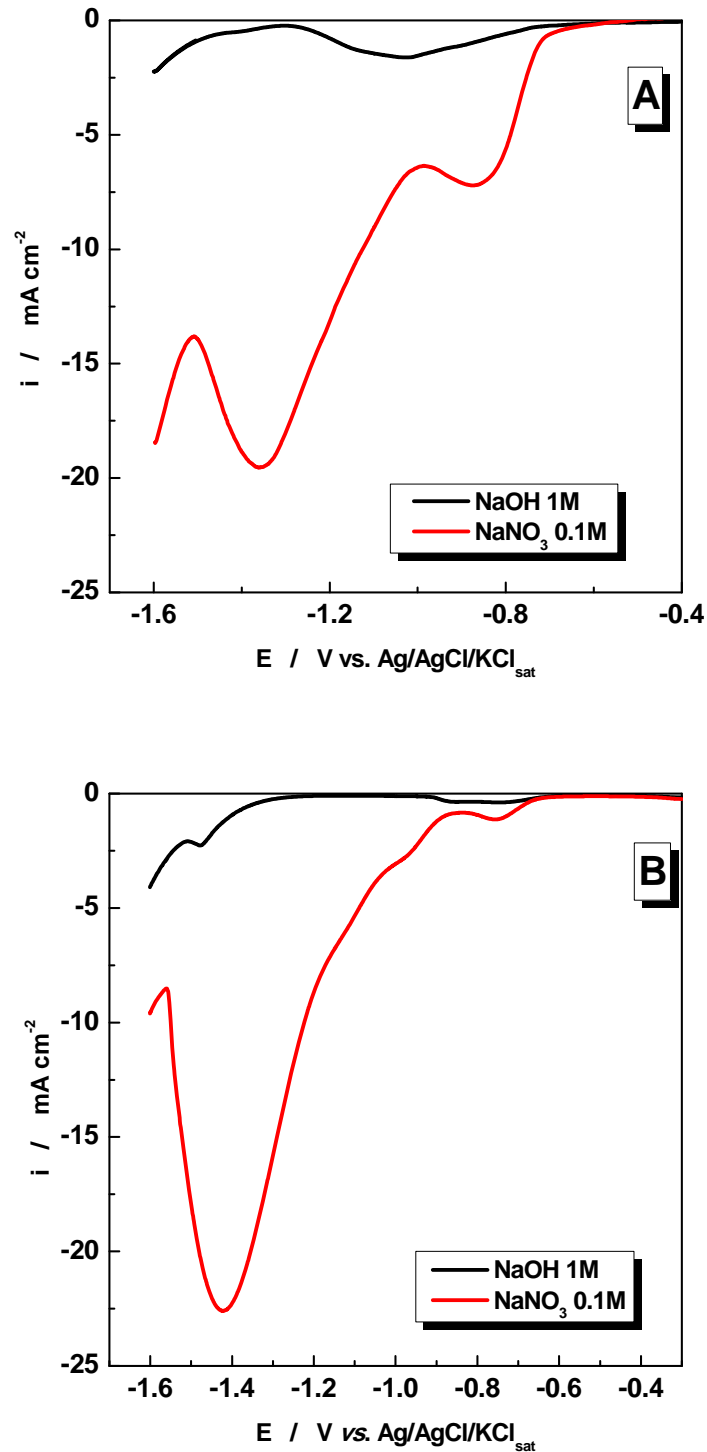 0
-5
-10
-15
-20
-25
i / mA cm-2
A
NaOH 1M
NaNO3 0.1M
-1.6 -1.2 -0.8 -0.4
E / V vs. Ag/AgCl/KClsat
0
-5
-10
-15
-20
-25
i / mA cm-2
B
NaOH 1M
NaNO3 0.1M
-1.6 -1.4 -1.2 -1.0 -0.8 -0.6 -0.4
E / V vs. Ag/AgCl/KClsat